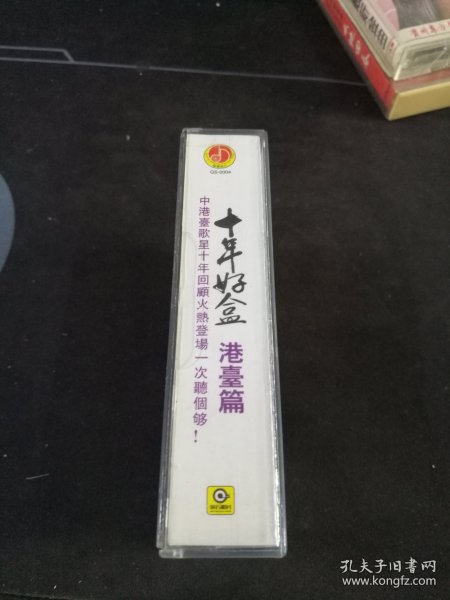 QS-0004
十年好盒
港臺篇
中港臺歌星十年回顧火熱登場一次聽個够！
孔夫子旧书网
www.kongfz.com